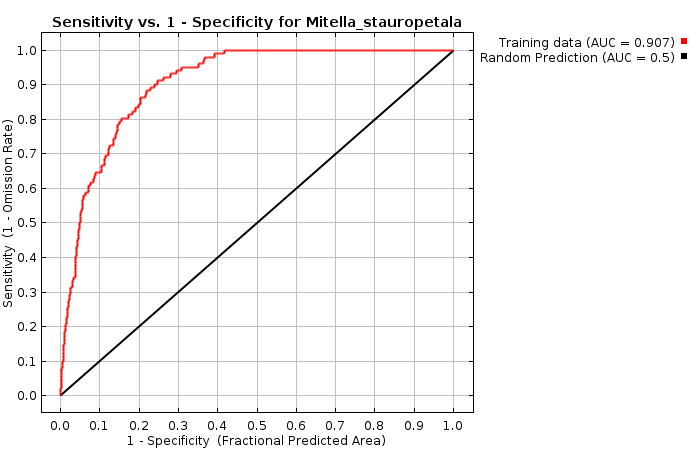 Sensitivity vs. 1 - Specificity for Mitella_stauropetala
Training data (AUC = 0.907)
Random Prediction (AUC = 0.5)
Sensitivity (1 - Omission Rate)
1.0
0.9
0.8
0.7
0.6
0.5
0.4
0.3
0.2
0.1
0.0
0.0 0.1 0.2 0.3 0.4 0.5 0.6 0.7 0.8 0.9 1.0
1 - Specificity (Fractional Predicted Area)